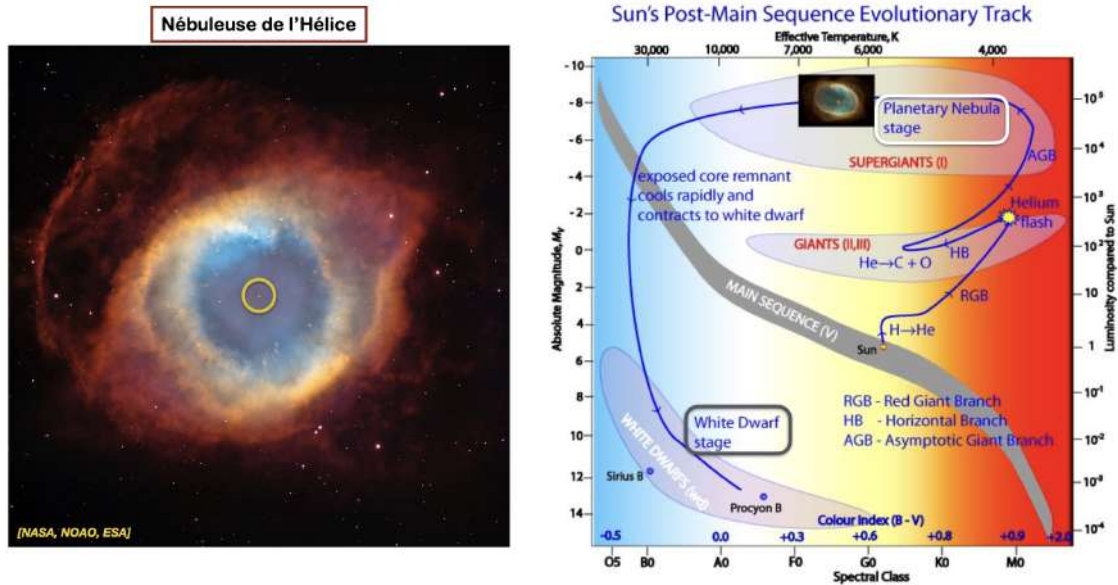 Nébuleuse de l'Hélice
[NASA, NOAO, ESA]
Sun's Post-Main Sequence Evolutionary Track
Effective Temperature, K
30,000 10,000 7,000 6,000 4,000
Absolute Magnitude, Mv
- 10
-8
-6
-4
-2
0
2
4
6
8
10
12
14
Planetary Nebula
stage
SUPERGIANTS (I)
AGB
exposed core remnant
cools rapidly and
contracts to white dwarf
Helium
flash
GIANTS (II,III)
HB
He→C + O
RGB
MAIN SEQUENCE (V)
H→He
Sun
RGB - Red Giant Branch
HB - Horizontal Branch
AGB - Asymptotic Giant Branch
White Dwarf
stage
WHITE DWARFS (wd)
Sirius B
Procyon B
Colour Index (B - V)
-0.5 0.0 +0.3 +0.6 +0.8 +0.9 +2.0
O5 B0 A0 F0 G0 K0 M0
Spectral Class
Luminosity compared to Sun
10⁵
10⁴
10³
10²
10
1
10⁻¹
10⁻²
10⁻³
10⁻⁴